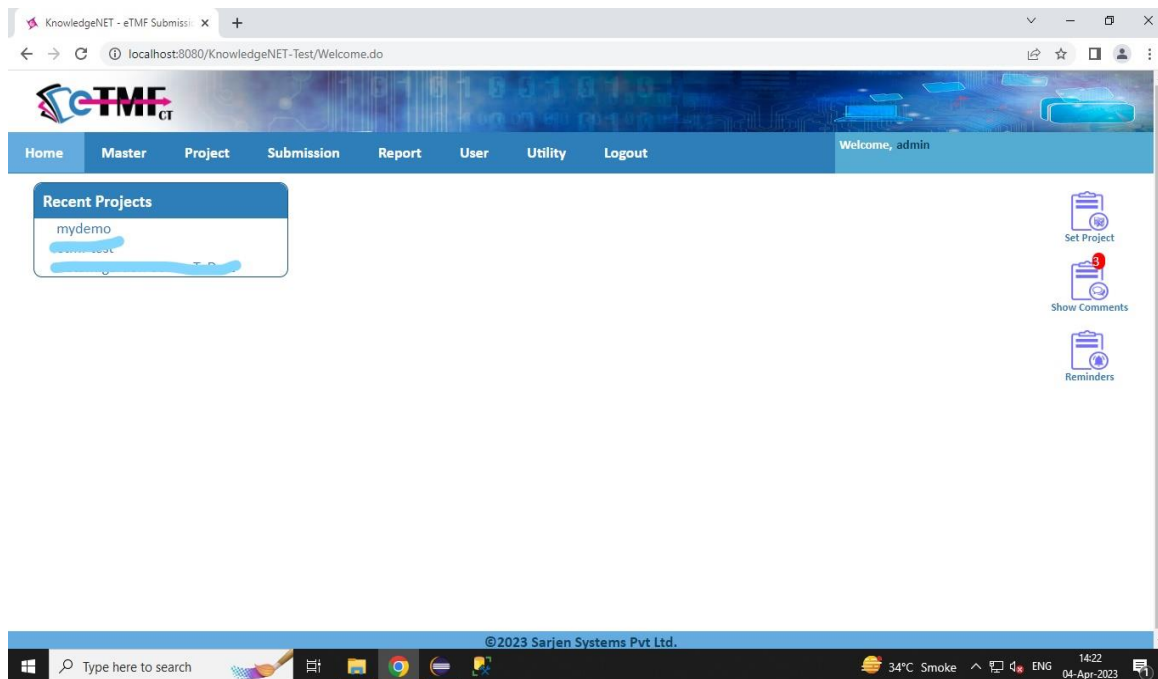 KnowledgeNET - eTMF Submissi
localhost:8080/KnowledgeNET-Test/Welcome.do
eTMF CT
Home Master Project Submission Report User Utility Logout
Welcome, admin
Recent Projects
mydemo
Set Project
3
Show Comments
Reminders
©2023 Sarjen Systems Pvt Ltd.
Type here to search
34°C Smoke
ENG
14:22
04-Apr-2023
1